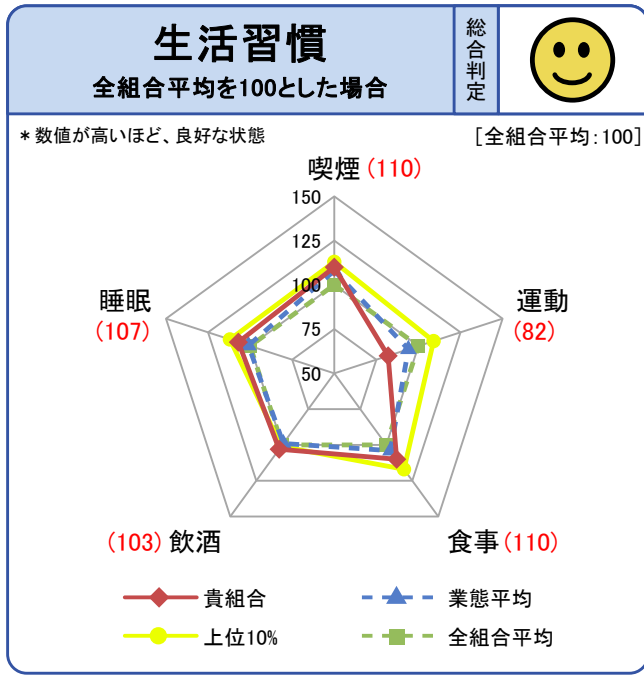 生活習慣
全組合平均を100とした場合
総合判定
*数値が高いほど、良好な状態
[全組合平均:100]
喫煙(110)
150
125
100
75
50
睡眠
(107)
運動
(82)
(103)飲酒
食事(110)
貴組合
業態平均
上位10%
全組合平均